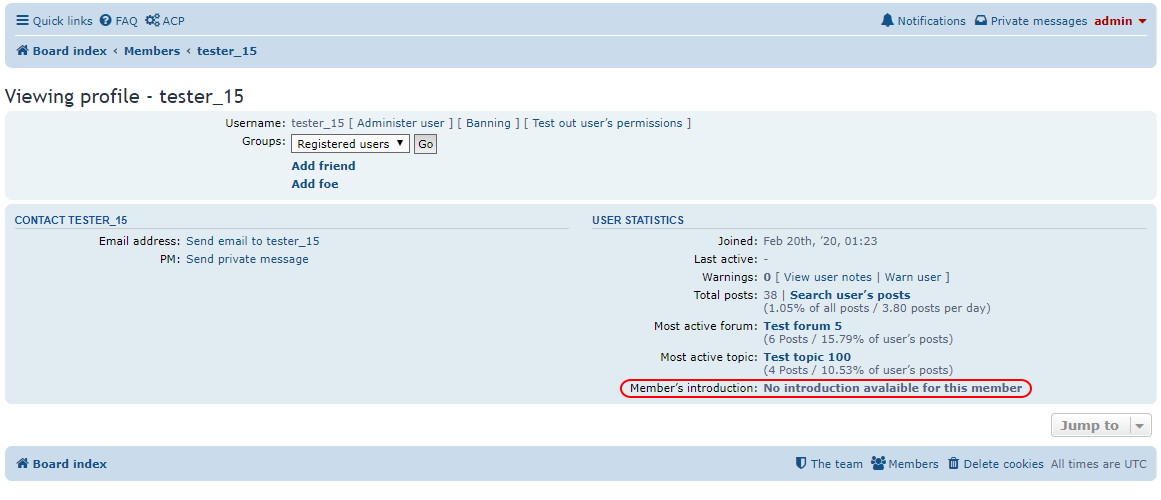 Quick links FAQ ACP Notifications Private messages admin
Board index ‹ Members ‹ tester_15
Viewing profile - tester_15
Username: tester_15 [ Administer user ] [ Banning ] [ Test out user’s permissions ]
Groups: Registered users Go
Add friend
Add foe
CONTACT TESTER_15
Email address: Send email to tester_15
PM: Send private message
USER STATISTICS
Joined: Feb 20th, ’20, 01:23
Last active: -
Warnings: 0 [ View user notes | Warn user ]
Total posts: 38 | Search user’s posts
(1.05% of all posts / 3.80 posts per day)
Most active forum: Test forum 5
(6 Posts / 15.79% of user’s posts)
Most active topic: Test topic 100
(4 Posts / 10.53% of user’s posts)
Member’s introduction: No introduction avalaible for this member
Jump to
Board index The team Members Delete cookies All times are UTC